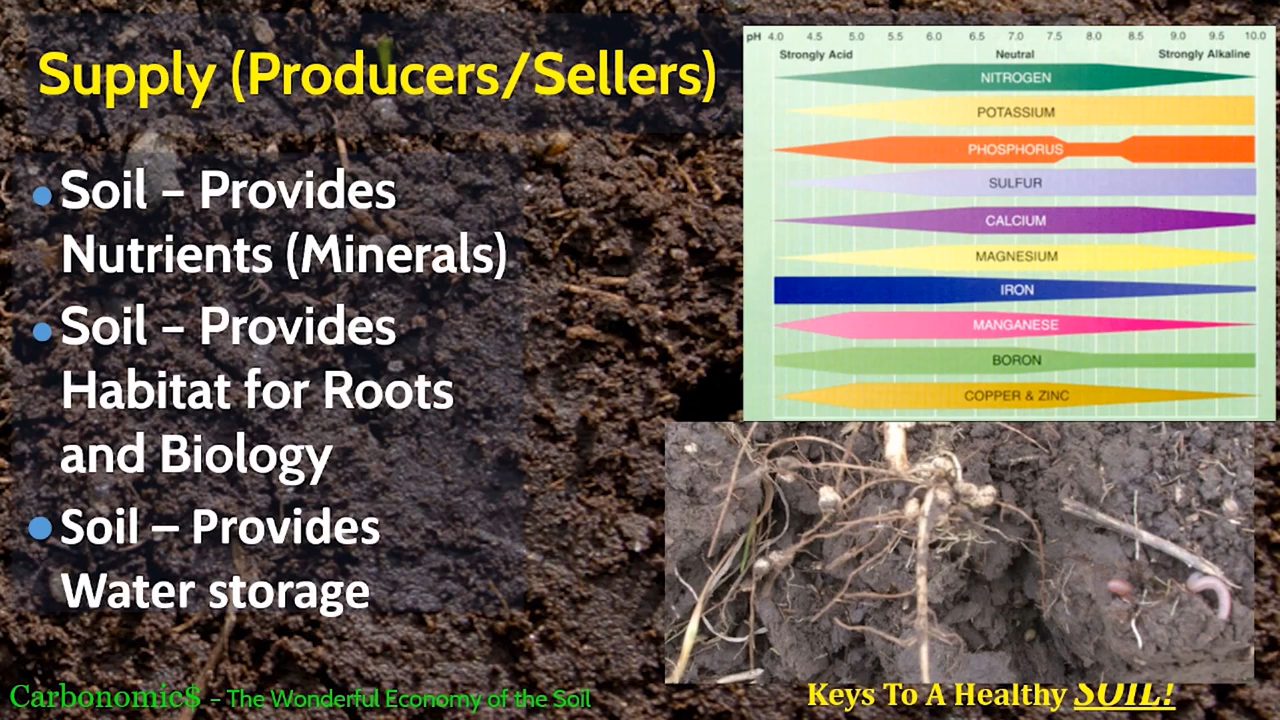 Supply (Producers/Sellers)
Soil – Provides
Nutrients (Minerals)
Soil – Provides
Habitat for Roots
and Biology
Soil – Provides
Water storage
pH 4.0 4.5 5.0 5.5 6.0 6.5 7.0 7.5 8.0 8.5 9.0 9.5 10.0
Strongly Acid Neutral Strongly Alkaline
NITROGEN
POTASSIUM
PHOSPHORUS
SULFUR
CALCIUM
MAGNESIUM
IRON
MANGANESE
BORON
COPPER & ZINC
Carbonomic$ – The Wonderful Economy of the Soil
Keys To A Healthy SOIL!